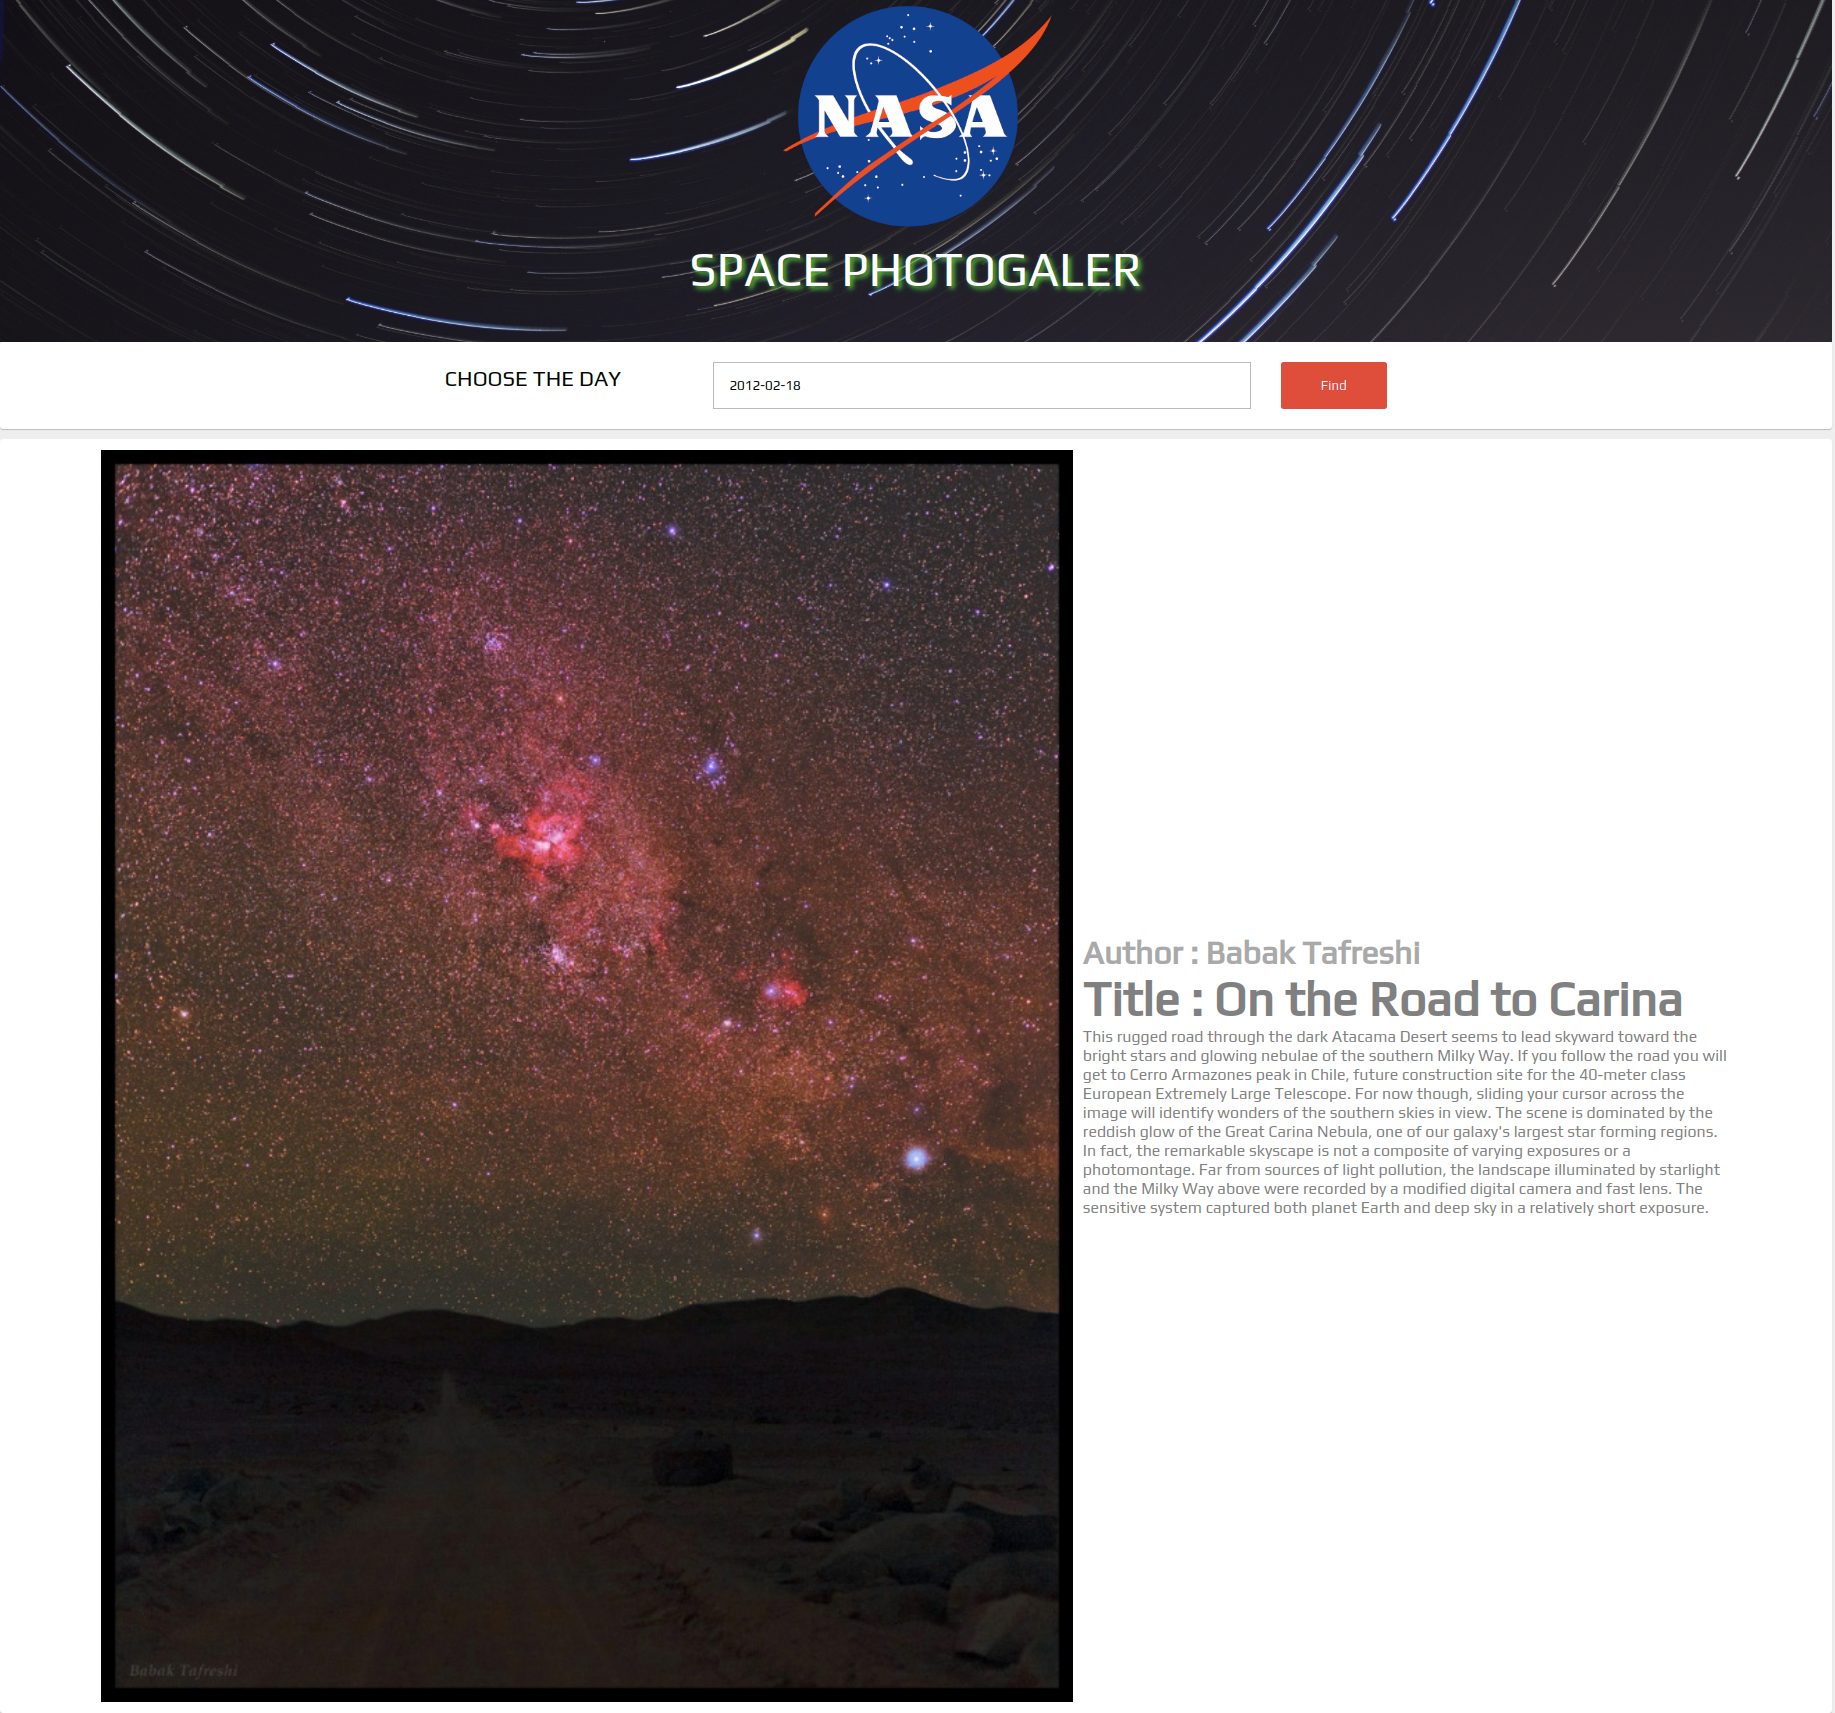 NASA
SPACE PHOTOGALER
CHOOSE THE DAY
2012-02-18
Find
Author : Babak Tafreshi
Title : On the Road to Carina
This rugged road through the dark Atacama Desert seems to lead skyward toward the
bright stars and glowing nebulae of the southern Milky Way. If you follow the road you will
get to Cerro Armazones peak in Chile, future construction site for the 40-meter class
European Extremely Large Telescope. For now though, sliding your cursor across the
image will identify wonders of the southern skies in view. The scene is dominated by the
reddish glow of the Great Carina Nebula, one of our galaxy's largest star forming regions.
In fact, the remarkable skyscape is not a composite of varying exposures or a
photomontage. Far from sources of light pollution, the landscape illuminated by starlight
and the Milky Way above were recorded by a modified digital camera and fast lens. The
sensitive system captured both planet Earth and deep sky in a relatively short exposure.
Babak Tafreshi